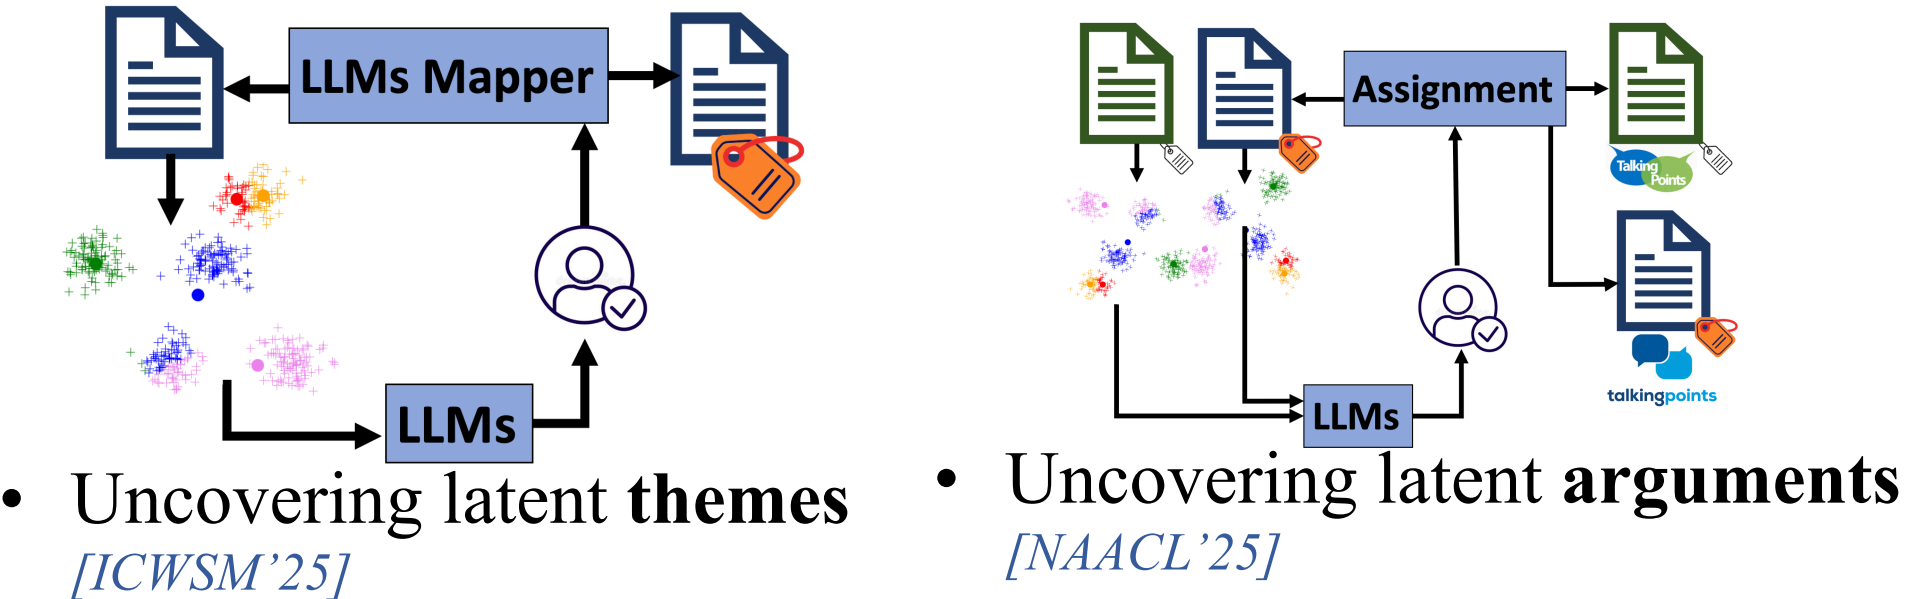 LLMs Mapper
LLMs
• Uncovering latent themes
[ICWSM’25]
Assignment
Talking
Points
talkingpoints
LLMs
• Uncovering latent arguments
[NAACL’25]